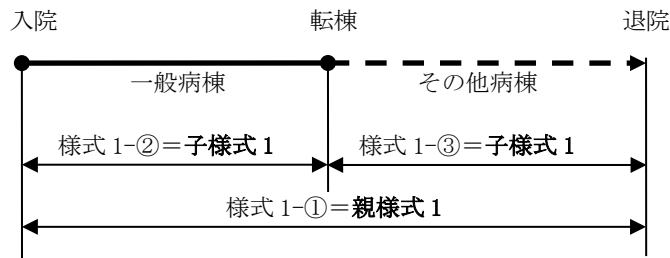 入院 転棟 退院
一般病棟 その他病棟
様式 1-②＝子様式 1 様式 1-③＝子様式 1
様式 1-①＝親様式 1